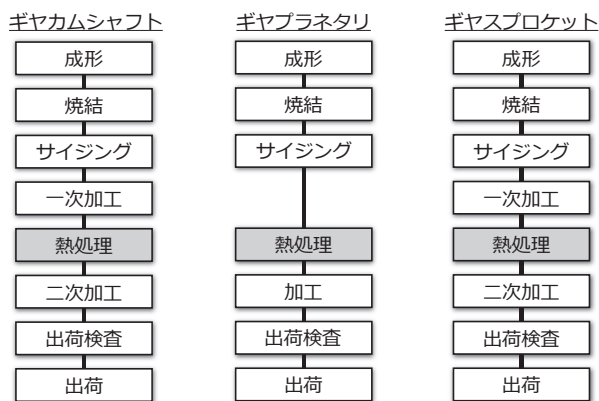 ギヤカムシャフト
成形
焼結
サイジング
一次加工
熱処理
二次加工
出荷検査
出荷
ギヤプラネタリ
成形
焼結
サイジング
熱処理
加工
出荷検査
出荷
ギヤスプロケット
成形
焼結
サイジング
一次加工
熱処理
二次加工
出荷検査
出荷